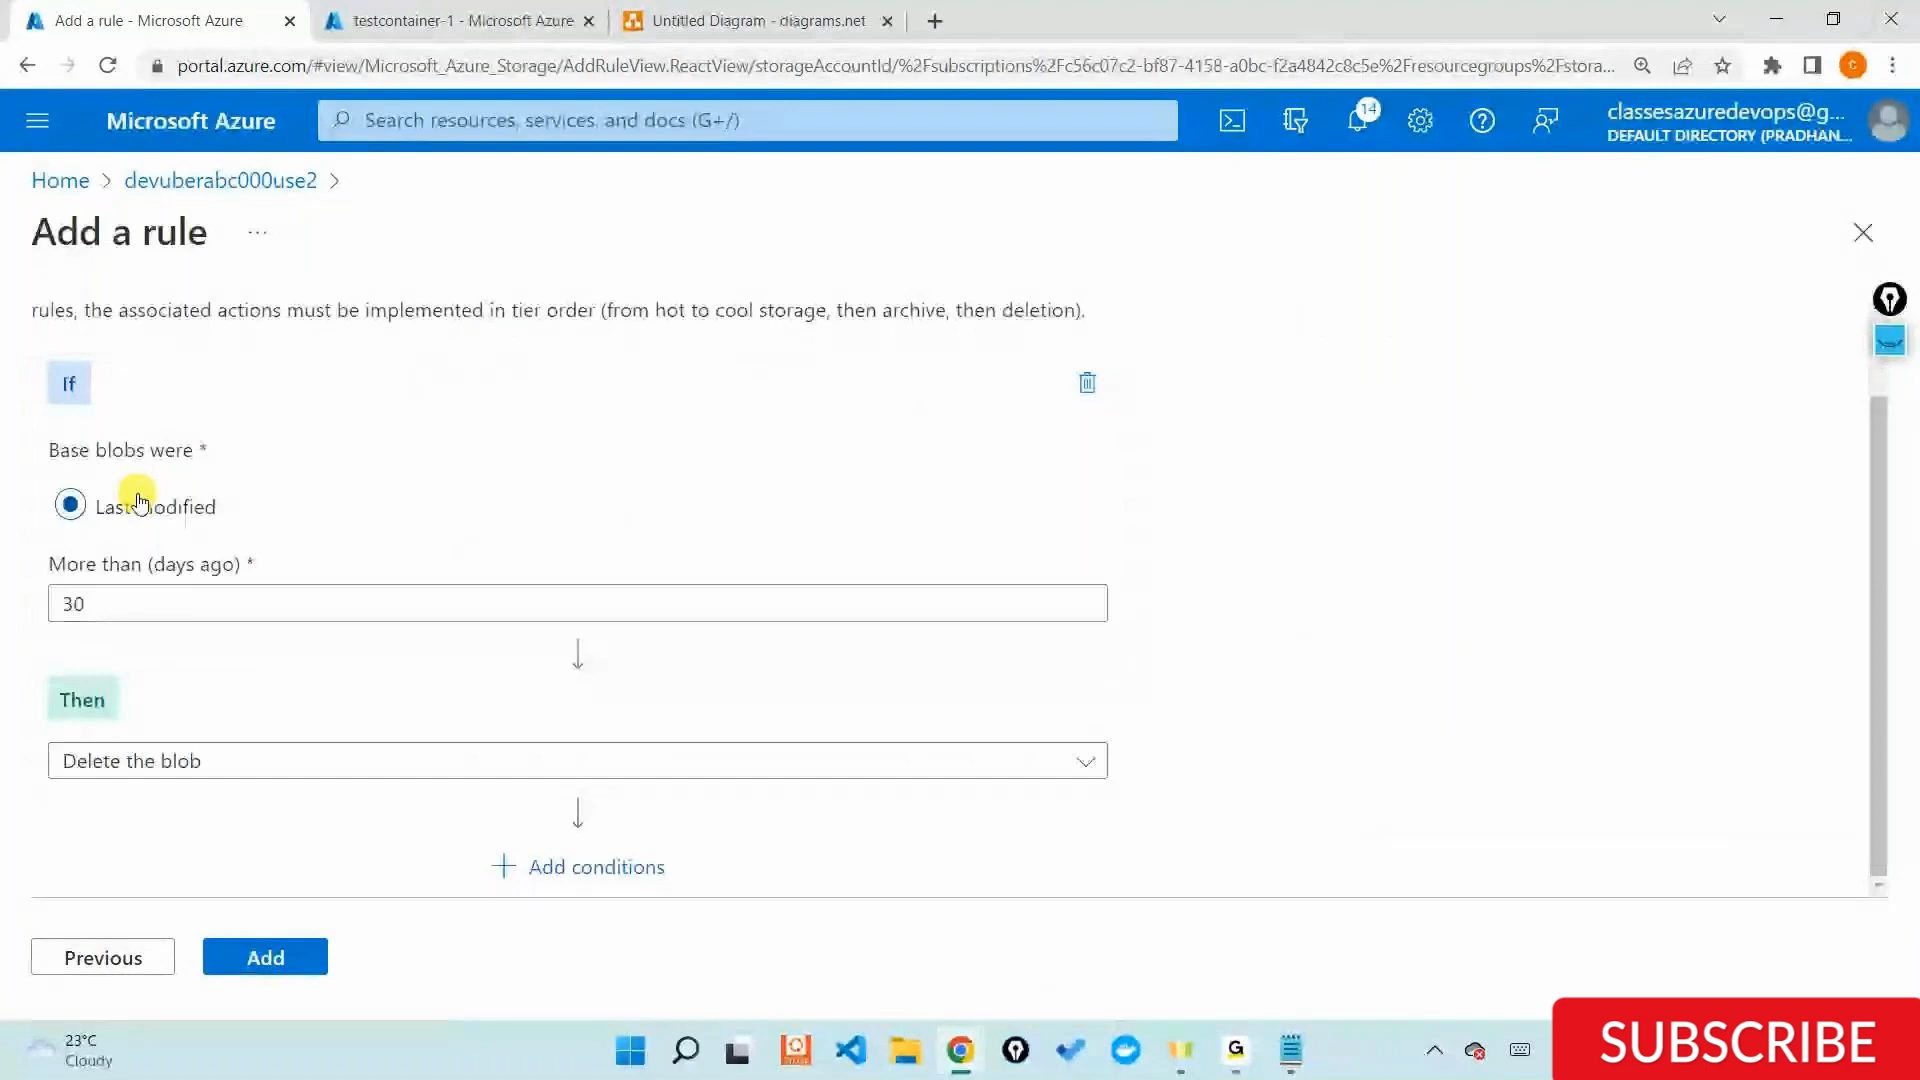 Add a rule - Microsoft Azure
testcontainer-1 - Microsoft Azure
Untitled Diagram - diagrams.net
portal.azure.com/#view/Microsoft_Azure_Storage/AddRuleView.ReactView/storageAccountId/%2Fsubscriptions%2Fc56c07c2-bf87-4158-a0bc-f2a4842c8c5e%2Fresourcegroups%2Fstora...
Microsoft Azure
Search resources, services, and docs (G+/)
14
classesazuredevops@g...
DEFAULT DIRECTORY (PRADHAN...
Home > devuberabc000use2 >
Add a rule ...
rules, the associated actions must be implemented in tier order (from hot to cool storage, then archive, then deletion).
If
Base blobs were *
Last modified
More than (days ago) *
30
Then
Delete the blob
Add conditions
Previous
Add
23°C
Cloudy
SUBSCRIBE